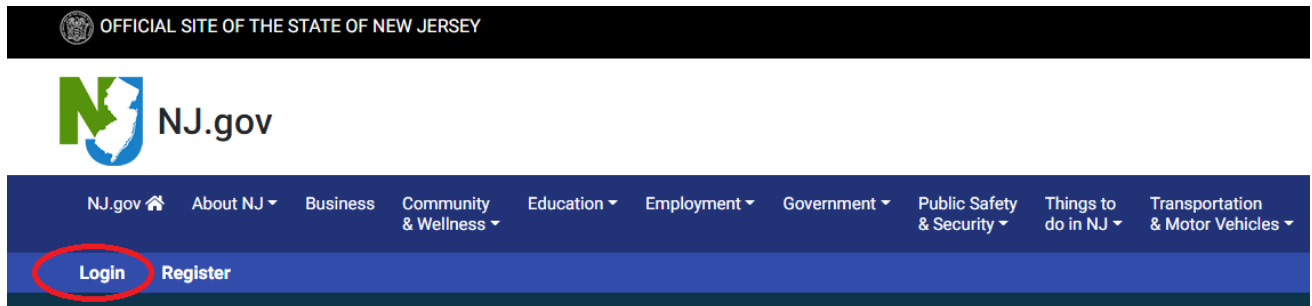 OFFICIAL SITE OF THE STATE OF NEW JERSEY
NJ NJ.gov
NJ.gov About NJ Business Community Education Employment Government Public Safety Things to Transportation
& Wellness & Security do in NJ & Motor Vehicles
Login Register